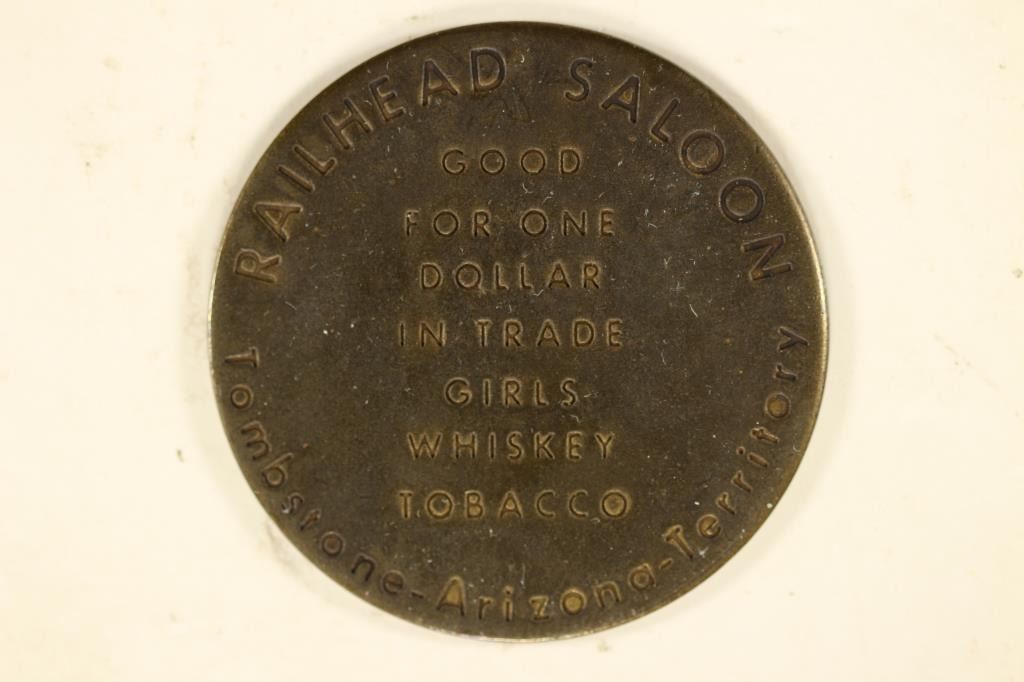 RAILHEAD SALOON
GOOD
FOR ONE
DOLLAR
IN TRADE
GIRLS
WHISKEY
TOBACCO
Tombstone-Arizona-Territory